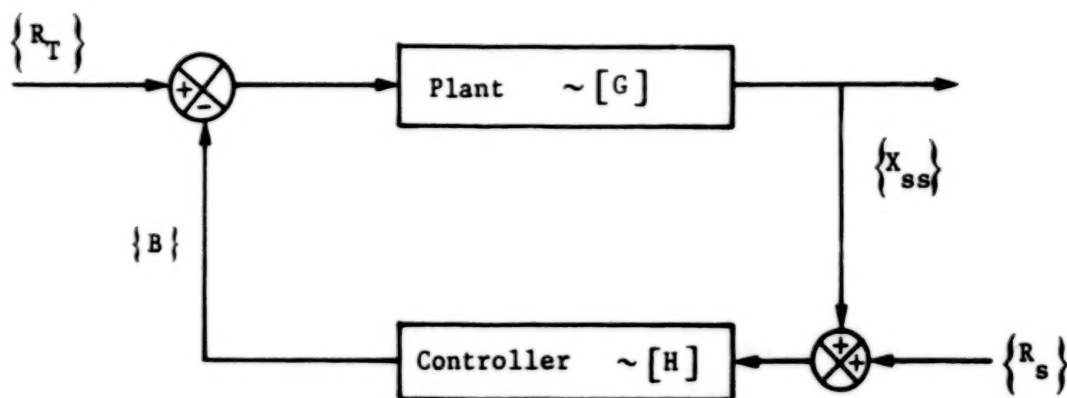 {R_T}
+
−
Plant ~ [G]
{X_ss}
{B}
Controller ~ [H]
+
+
{R_s}